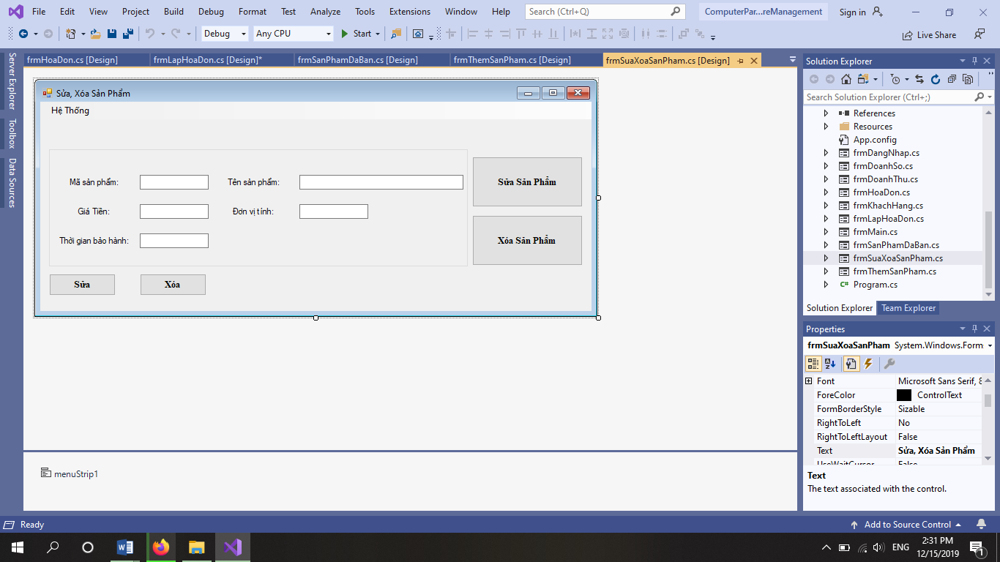 File Edit View Project Build Debug Format Test Analyze Tools Extensions Window Help Search (Ctrl+Q) ComputerPar...reManagement Sign in
Debug Any CPU Start Live Share
frmHoaDon.cs [Design] frmLapHoaDon.cs [Design]* frmSanPhamDaBan.cs [Design] frmThemSanPham.cs [Design] frmSuaXoaSanPham.cs [Design]
Server Explorer
Toolbox
Data Sources
Sửa, Xóa Sản Phẩm
Hệ Thống
Mã sản phẩm: Tên sản phẩm:
Giá Tiền: Đơn vị tính:
Thời gian bảo hành:
Sửa Sản Phẩm
Xóa Sản Phẩm
Sửa Xóa
menuStrip1
Solution Explorer
Search Solution Explorer (Ctrl+;)
References
Resources
App.config
frmDangNhap.cs
frmDoanhSo.cs
frmDoanhThu.cs
frmHoaDon.cs
frmKhachHang.cs
frmLapHoaDon.cs
frmMain.cs
frmSanPhamDaBan.cs
frmSuaXoaSanPham.cs
frmThemSanPham.cs
C# Program.cs
Solution Explorer Team Explorer
Properties
frmSuaXoaSanPham System.Windows.Form
Font Microsoft Sans Serif, 8
ForeColor ControlText
FormBorderStyle Sizable
RightToLeft No
RightToLeftLayout False
Text Sửa, Xóa Sản Phẩm
UseWaitCursor False
Text
The text associated with the control.
Ready Add to Source Control
ENG 2:31 PM
12/15/2019
1